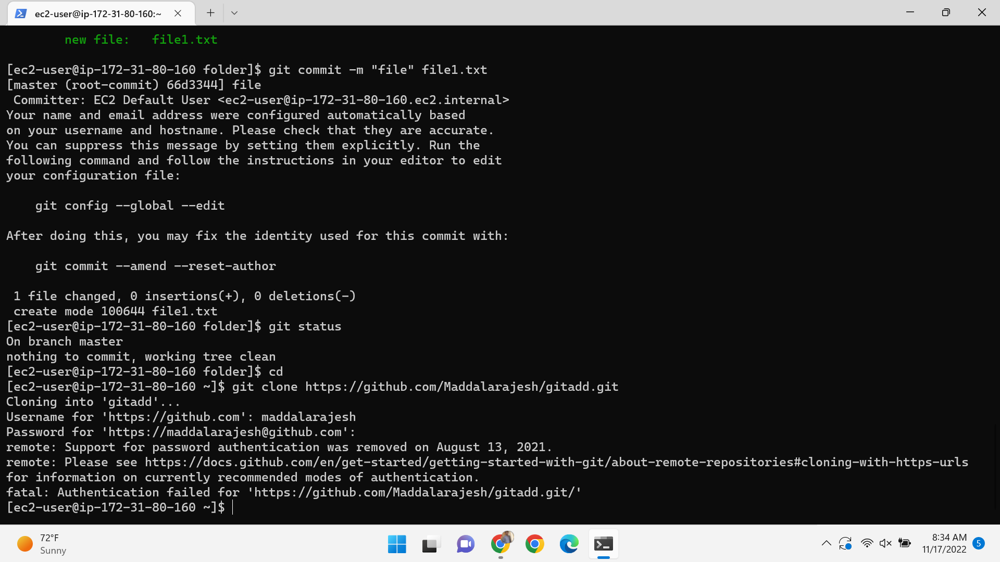 ec2-user@ip-172-31-80-160:~
new file:   file1.txt
[ec2-user@ip-172-31-80-160 folder]$ git commit -m "file" file1.txt
[master (root-commit) 66d3344] file
 Committer: EC2 Default User <ec2-user@ip-172-31-80-160.ec2.internal>
Your name and email address were configured automatically based
on your username and hostname. Please check that they are accurate.
You can suppress this message by setting them explicitly. Run the
following command and follow the instructions in your editor to edit
your configuration file:
    git config --global --edit
After doing this, you may fix the identity used for this commit with:
    git commit --amend --reset-author
 1 file changed, 0 insertions(+), 0 deletions(-)
 create mode 100644 file1.txt
[ec2-user@ip-172-31-80-160 folder]$ git status
On branch master
nothing to commit, working tree clean
[ec2-user@ip-172-31-80-160 folder]$ cd
[ec2-user@ip-172-31-80-160 ~]$ git clone https://github.com/Maddalarajesh/gitadd.git
Cloning into 'gitadd'...
Username for 'https://github.com': maddalarajesh
Password for 'https://maddalarajesh@github.com':
remote: Support for password authentication was removed on August 13, 2021.
remote: Please see https://docs.github.com/en/get-started/getting-started-with-git/about-remote-repositories#cloning-with-https-urls
for information on currently recommended modes of authentication.
fatal: Authentication failed for 'https://github.com/Maddalarajesh/gitadd.git/'
[ec2-user@ip-172-31-80-160 ~]$
72°F
Sunny
8:34 AM
11/17/2022
5